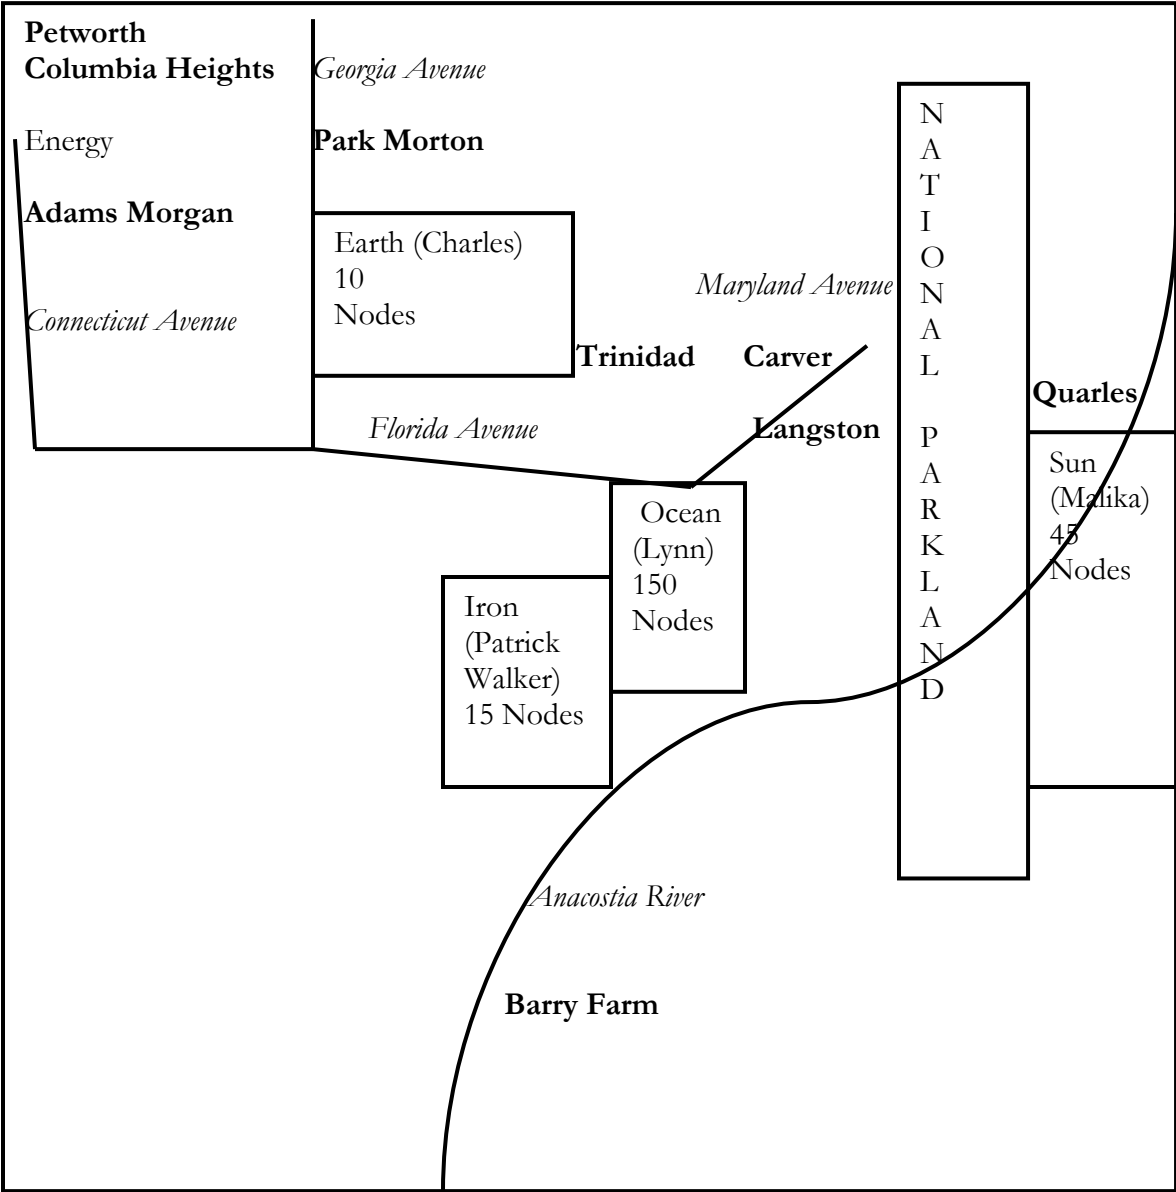 Petworth
Columbia Heights
Georgia Avenue
Energy
Park Morton
Adams Morgan
Earth (Charles)
10
Nodes
Connecticut Avenue
Maryland Avenue
Trinidad
Carver
Florida Avenue
Langston
N
A
T
I
O
N
A
L
P
A
R
K
L
A
N
D
Quarles
Sun
(Malika)
45
Nodes
Ocean
(Lynn)
150
Nodes
Iron
(Patrick
Walker)
15 Nodes
Anacostia River
Barry Farm